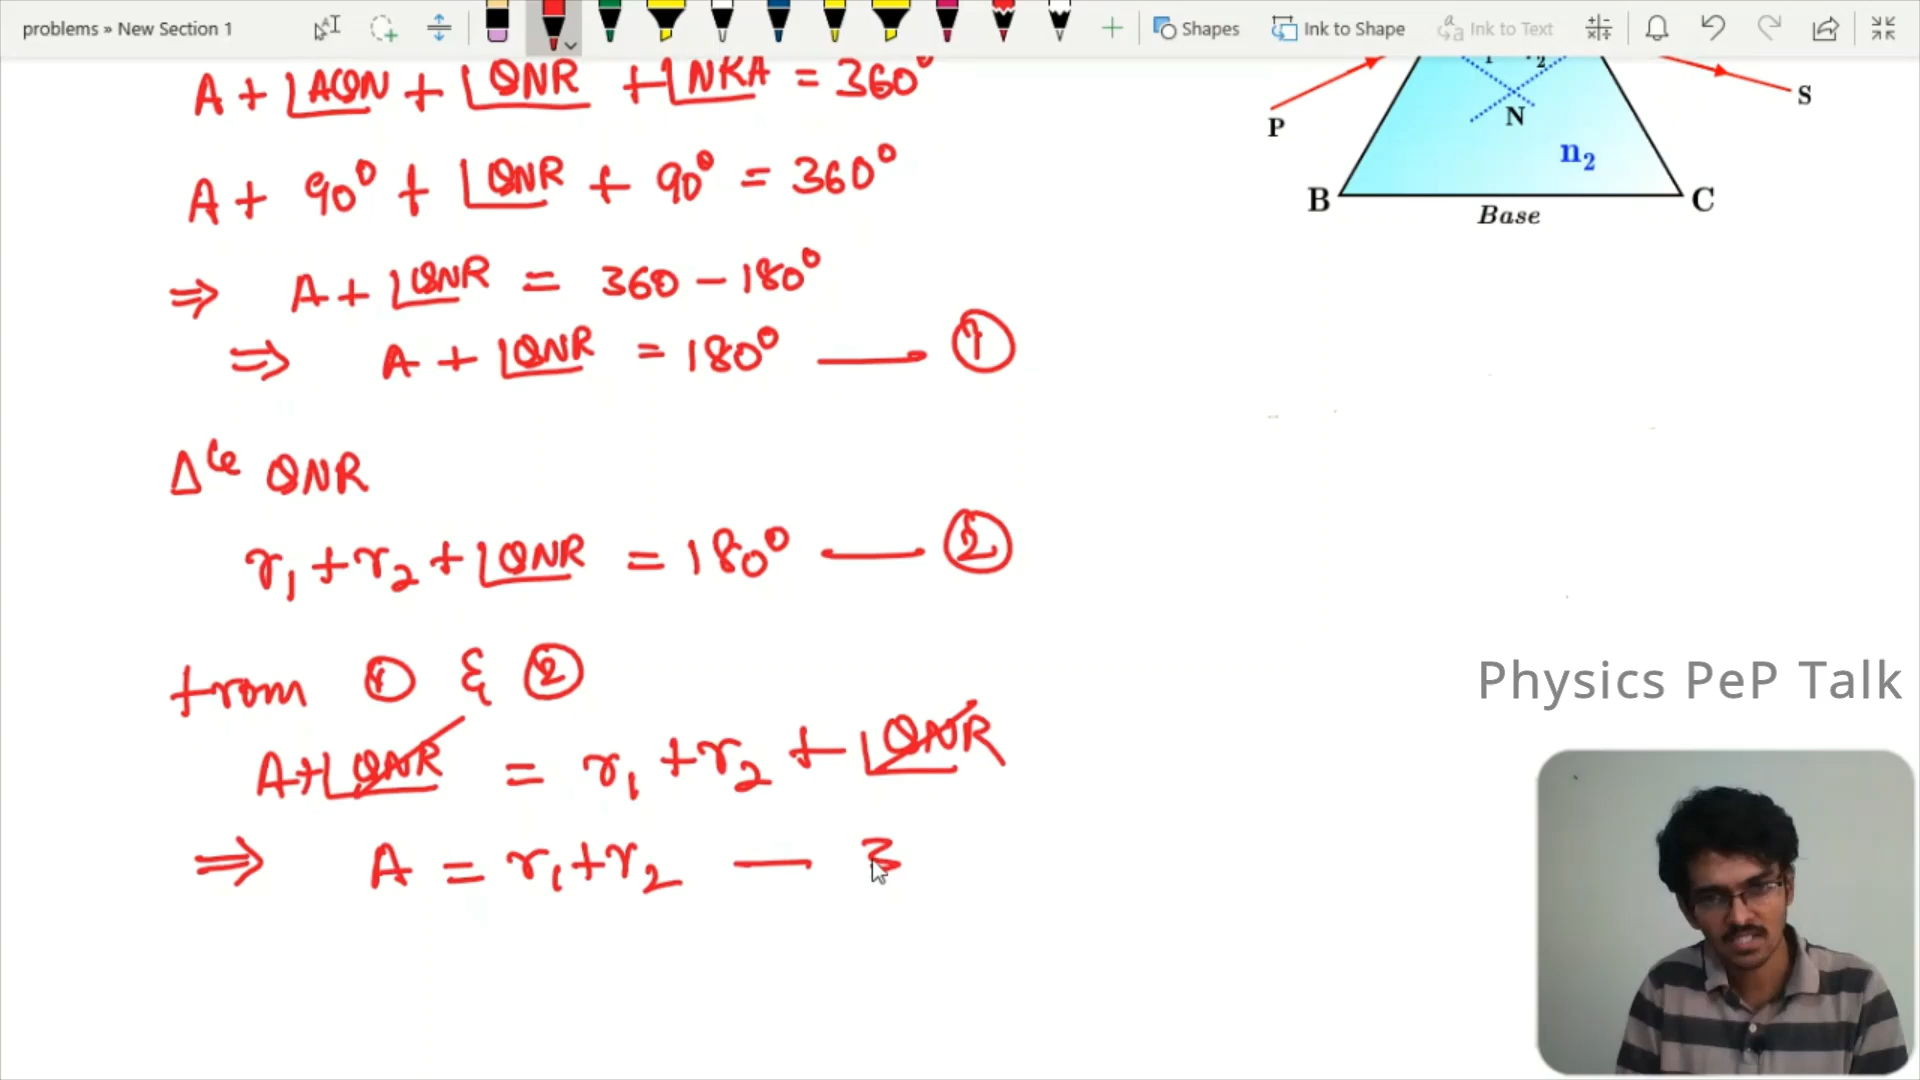 problems » New Section 1
Shapes
Ink to Shape
Ink to Text
A + ∠AQN + ∠QNR + ∠NRA = 360°
A + 90° + ∠QNR + 90° = 360°
⇒ A + ∠QNR = 360 - 180°
⇒ A + ∠QNR = 180° —— ①
Δle QNR
r₁ + r₂ + ∠QNR = 180° —— ②
from ① & ②
A + ∠QNR = r₁ + r₂ + ∠QNR
⇒ A = r₁ + r₂ — 3
2
P
S
N
n₂
B
C
Base
Physics PeP Talk